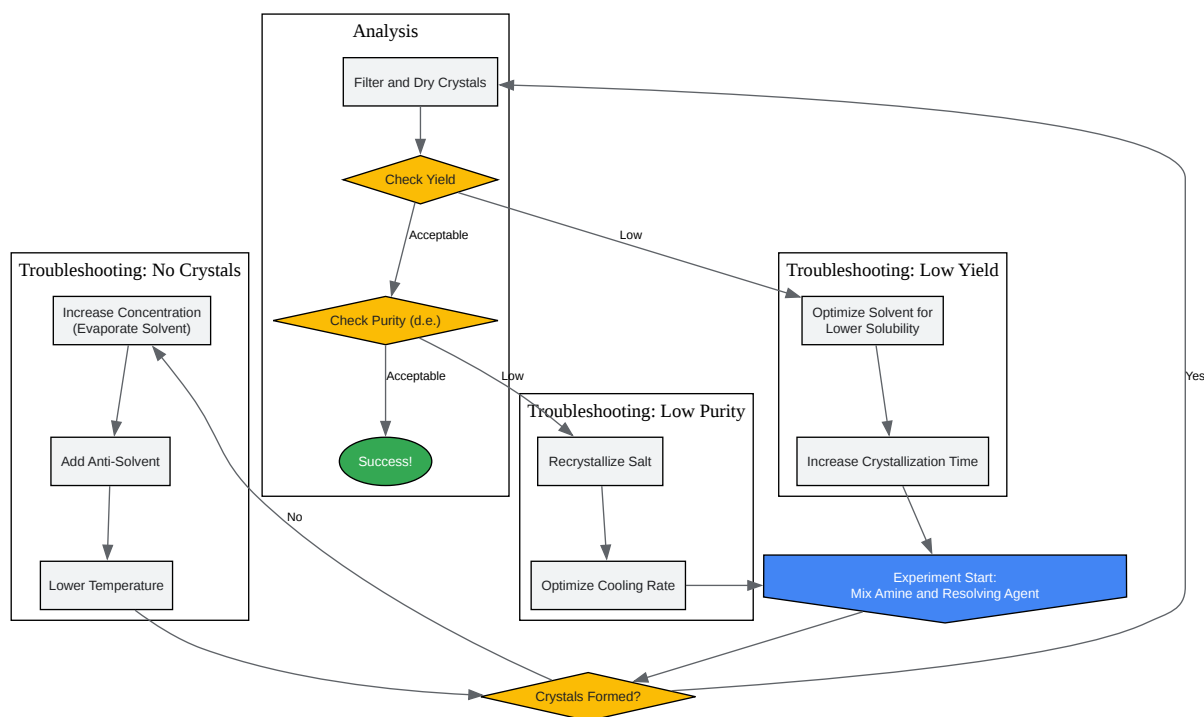 Analysis
Filter and Dry Crystals
Check Yield
Acceptable
Low
Check Purity (d.e.)
Acceptable
Low
Success!
Troubleshooting: No Crystals
Increase Concentration
(Evaporate Solvent)
Add Anti-Solvent
Lower Temperature
Troubleshooting: Low Purity
Recrystallize Salt
Optimize Cooling Rate
Troubleshooting: Low Yield
Optimize Solvent for
Lower Solubility
Increase Crystallization Time
Experiment Start:
Mix Amine and Resolving Agent
No
Yes
Crystals Formed?